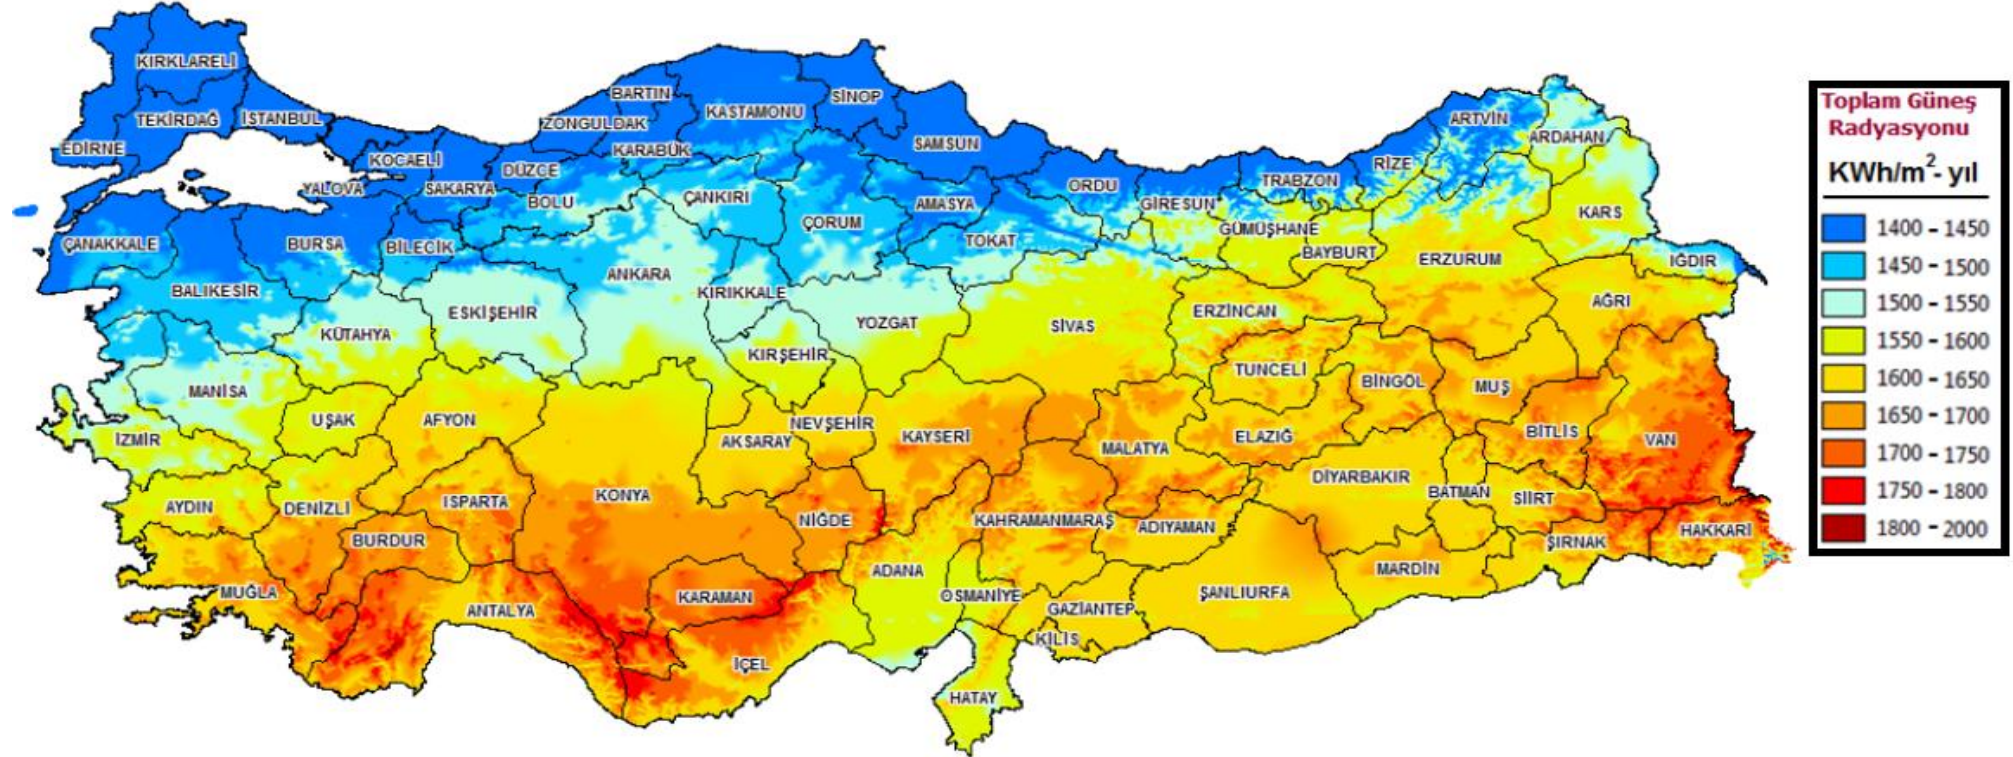 KIRKLARELİ
TEKİRDAĞ
İSTANBUL
EDİRNE
KOCAELİ
YALOVA
SAKARYA
DÜZCE
BOLU
ZONGULDAK
BARTIN
KARABÜK
KASTAMONU
SİNOP
SAMSUN
ÇANKIRI
ÇORUM
AMASYA
TOKAT
ORDU
GİRESUN
TRABZON
RİZE
ARTVİN
ARDAHAN
KARS
GÜMÜŞHANE
BAYBURT
ERZURUM
IĞDIR
AĞRI
ÇANAKKALE
BURSA
BİLECİK
BALIKESİR
ESKİŞEHİR
KÜTAHYA
ANKARA
KIRIKKALE
YOZGAT
KIRŞEHİR
SİVAS
ERZİNCAN
TUNCELİ
BİNGÖL
MUŞ
BİTLİS
VAN
MANİSA
İZMİR
UŞAK
AFYON
AKSARAY
NEVŞEHİR
KAYSERİ
MALATYA
ELAZIĞ
DİYARBAKIR
BATMAN
SİİRT
AYDIN
DENİZLİ
ISPARTA
BURDUR
KONYA
NİĞDE
KAHRAMANMARAŞ
ADIYAMAN
ŞIRNAK
HAKKARİ
MARDİN
MUĞLA
ANTALYA
KARAMAN
İÇEL
ADANA
OSMANİYE
GAZİANTEP
KİLİS
ŞANLIURFA
HATAY
Toplam Güneş
Radyasyonu
KWh/m²- yıl
1400 - 1450
1450 - 1500
1500 - 1550
1550 - 1600
1600 - 1650
1650 - 1700
1700 - 1750
1750 - 1800
1800 - 2000